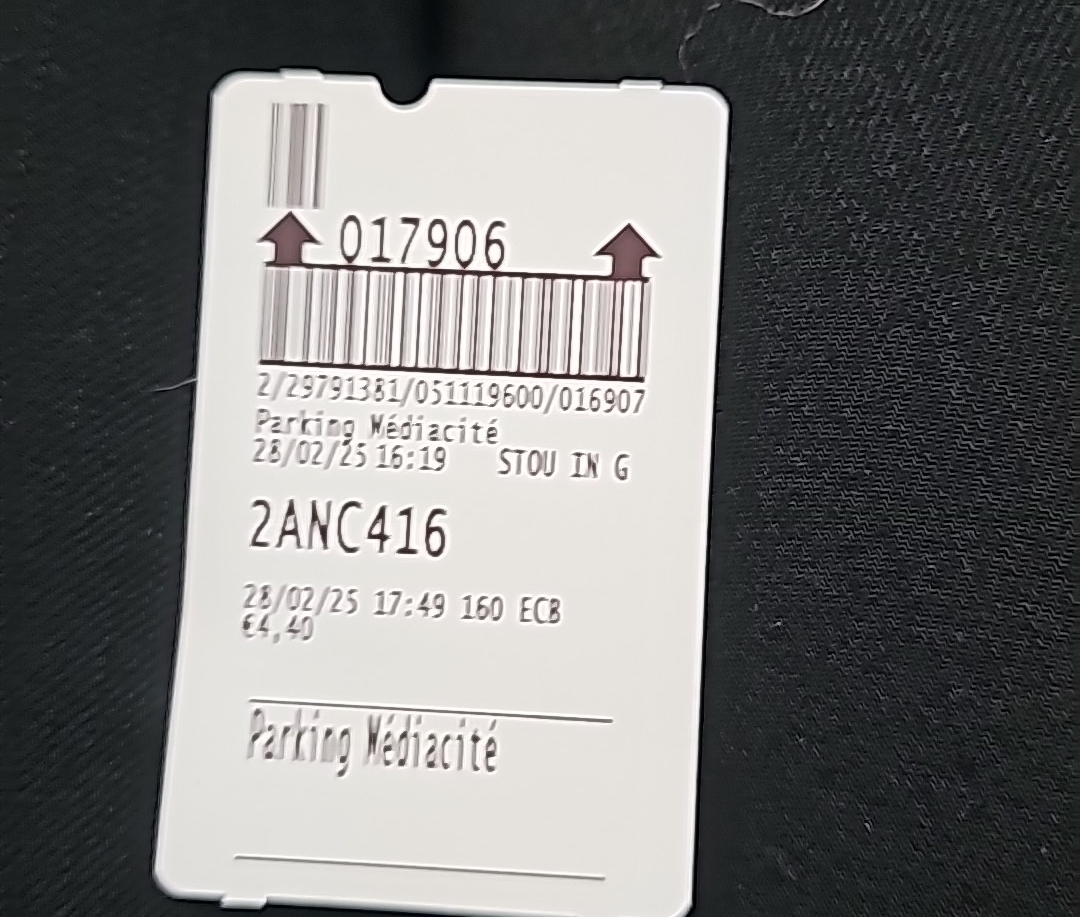 017906
2/29791381/051119600/016907
Parking Médiacité
28/02/25 16:19 STOU IN G
2ANC416
28/02/25 17:49 160 ECB
€4,40
Parking Médiacité